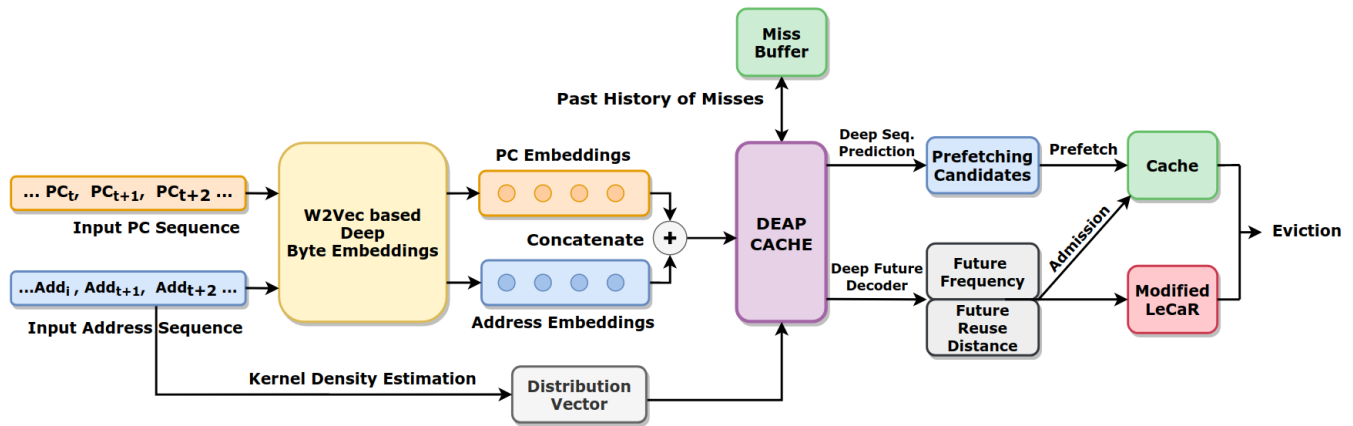 Miss
Buffer
Past History of Misses
... PCt, PCt+1, PCt+2 ...
Input PC Sequence
...Addi , Addt+1, Addt+2 ...
Input Address Sequence
W2Vec based
Deep
Byte Embeddings
PC Embeddings
Concatenate
+
Address Embeddings
Kernel Density Estimation
Distribution
Vector
DEAP
CACHE
Deep Seq.
Prediction
Prefetching
Candidates
Prefetch
Cache
Deep Future
Decoder
Future
Frequency
Future
Reuse
Distance
Admission
Modified
LeCaR
Eviction